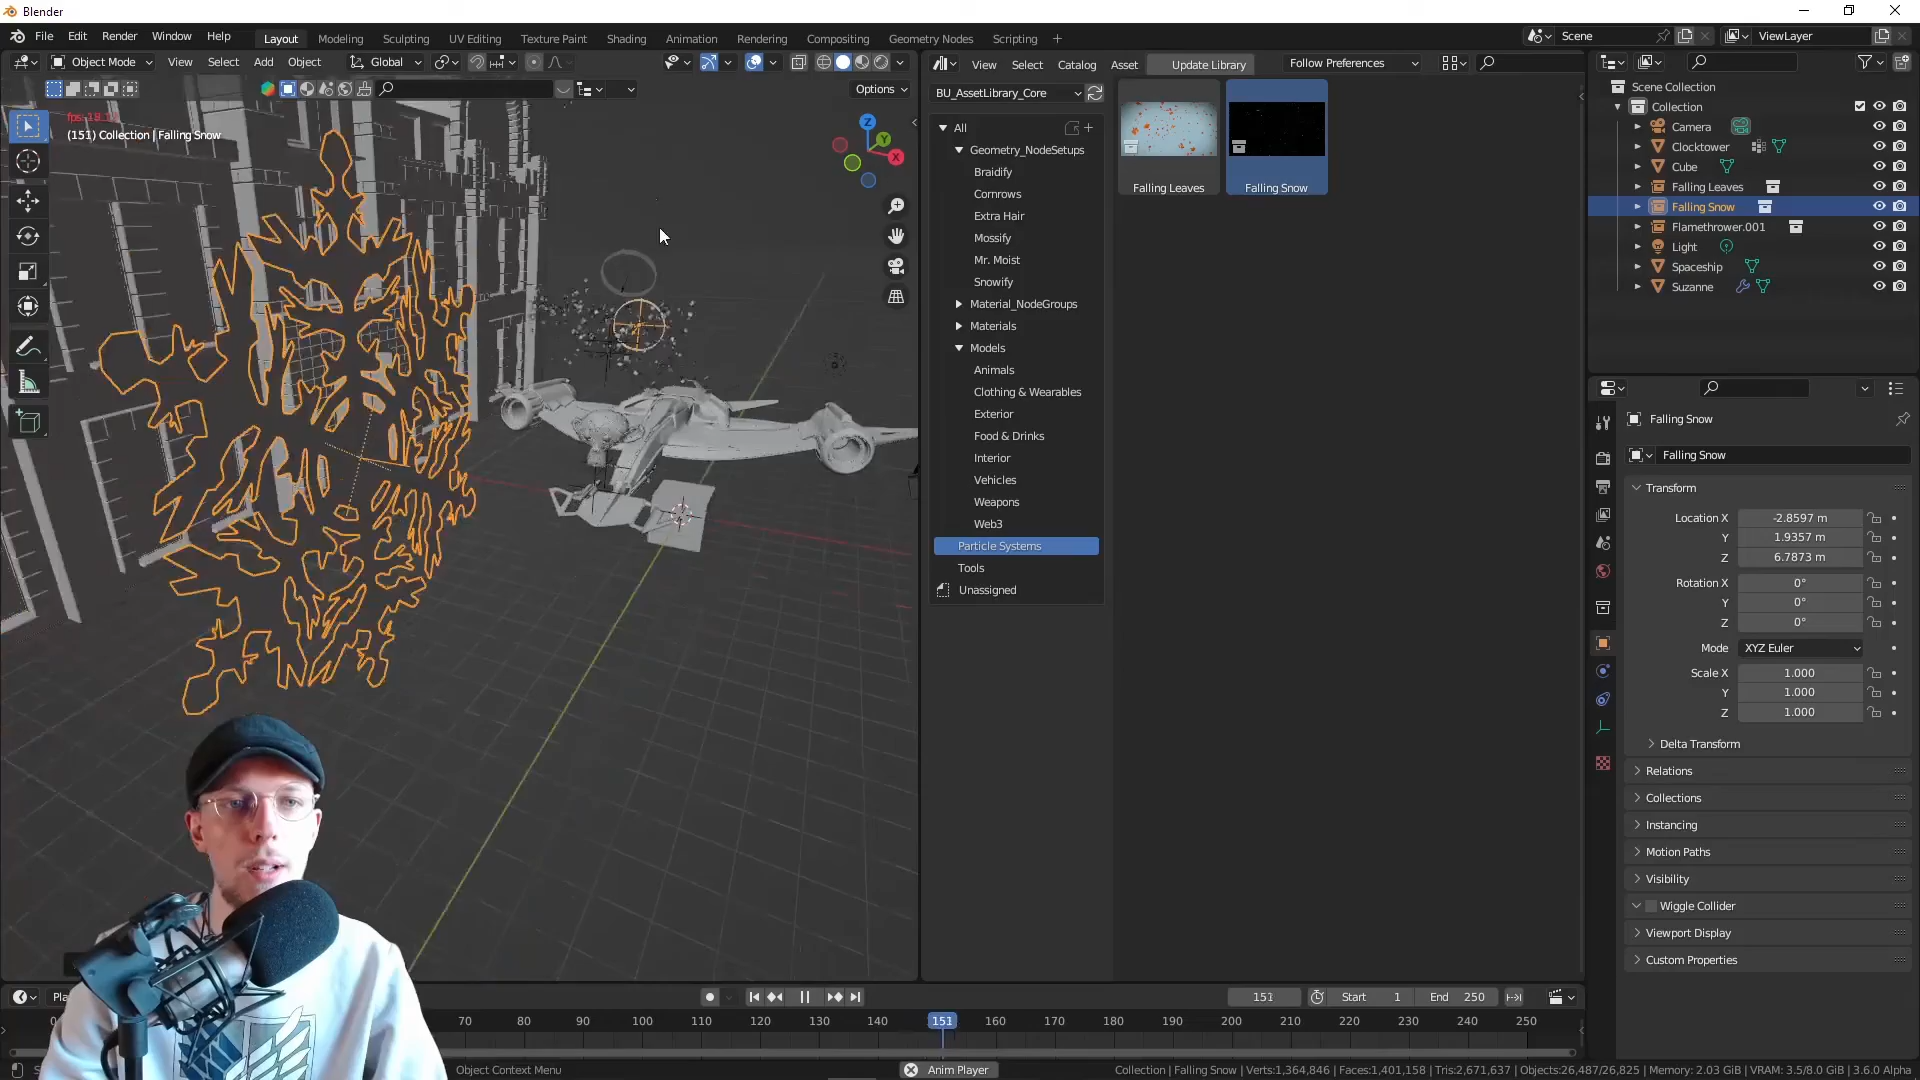 Blender
File Edit Render Window Help
Layout Modeling Sculpting UV Editing Texture Paint Shading Animation Rendering Compositing Geometry Nodes Scripting +
Scene
ViewLayer
Object Mode View Select Add Object Global
Options
(151) Collection | Falling Snow
Z
Y
X
View Select Catalog Asset Update Library Follow Preferences
BU_AssetLibrary_Core
All
Geometry_NodeSetups
Braidify
Cornrows
Extra Hair
Mossify
Mr. Moist
Snowify
Material_NodeGroups
Materials
Models
Animals
Clothing & Wearables
Exterior
Food & Drinks
Interior
Vehicles
Weapons
Web3
Particle Systems
Tools
Unassigned
Falling Leaves
Falling Snow
Scene Collection
Collection
Camera
Clocktower
Cube
Falling Leaves
Falling Snow
Flamethrower.001
Light
Spaceship
Suzanne
Falling Snow
Falling Snow
Transform
Location X -2.8597 m
Y 1.9357 m
Z 6.7873 m
Rotation X 0°
Y 0°
Z 0°
Mode XYZ Euler
Scale X 1.000
Y 1.000
Z 1.000
Delta Transform
Relations
Collections
Instancing
Motion Paths
Visibility
Wiggle Collider
Viewport Display
Custom Properties
151 Start 1 End 250
70 80 90 100 110 120 130 140 151 160 170 180 190 200 210 220 230 240 250
Object Context Menu
Anim Player
Collection | Falling Snow | Verts:1,364,846 | Faces:1,401,158 | Tris:2,671,637 | Objects:26,487/26,825 | Memory: 2.03 GiB | VRAM: 3.5/8.0 GiB | 3.6.0 Alpha